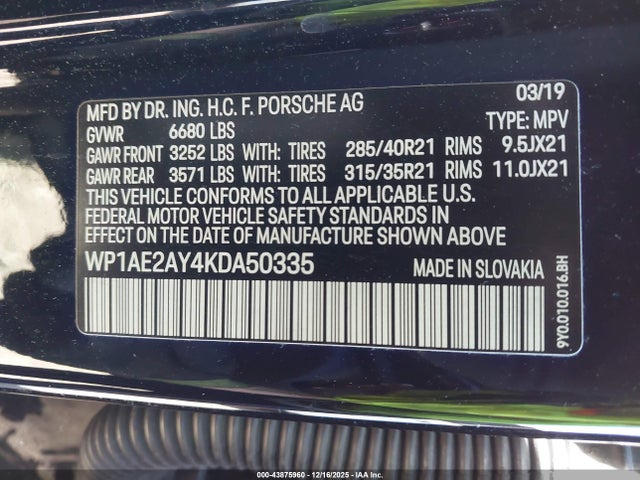 03/19
MFD BY DR. ING. H.C. F. PORSCHE AG
GVWR 6680 LBS TYPE: MPV
GAWR FRONT 3252 LBS WITH: TIRES 285/40R21 RIMS 9.5JX21
GAWR REAR 3571 LBS WITH: TIRES 315/35R21 RIMS 11.0JX21
THIS VEHICLE CONFORMS TO ALL APPLICABLE U.S.
FEDERAL MOTOR VEHICLE SAFETY STANDARDS IN
EFFECT ON THE DATE OF MANUFACTURE SHOWN ABOVE
WP1AE2AY4KDA50335 MADE IN SLOVAKIA
9Y0.010.016.BH
000-43875960 - 12/16/2025 - IAA Inc.